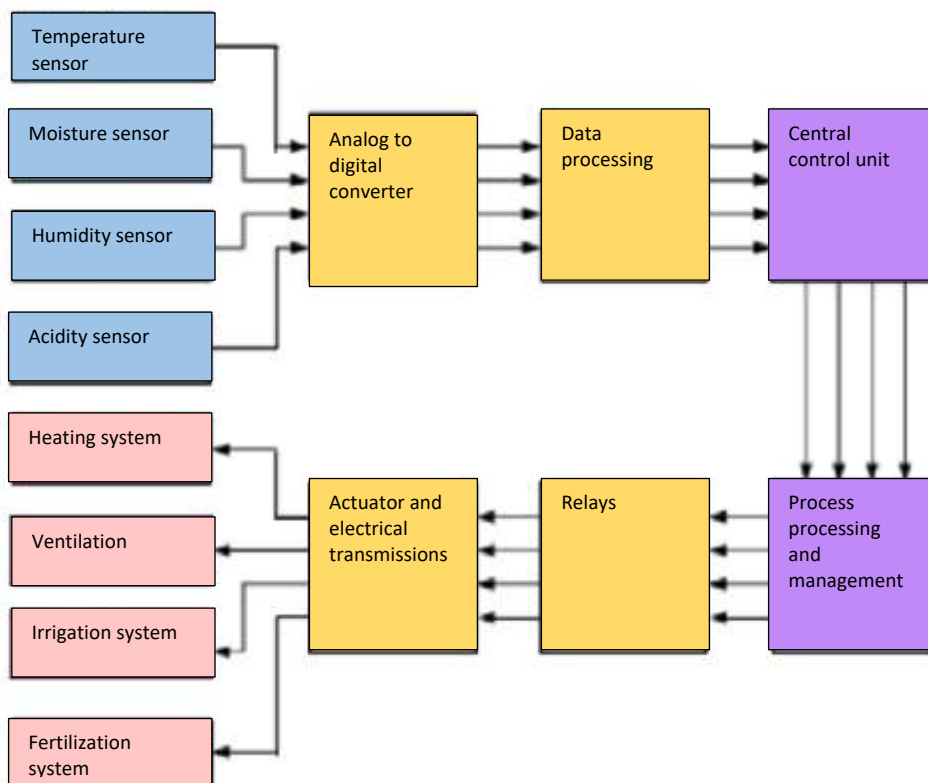 Temperature
sensor
Moisture sensor
Humidity sensor
Acidity sensor
Analog to
digital
converter
Data
processing
Central
control unit
Heating system
Ventilation
Irrigation system
Fertilization
system
Actuator and
electrical
transmissions
Relays
Process
processing
and
management